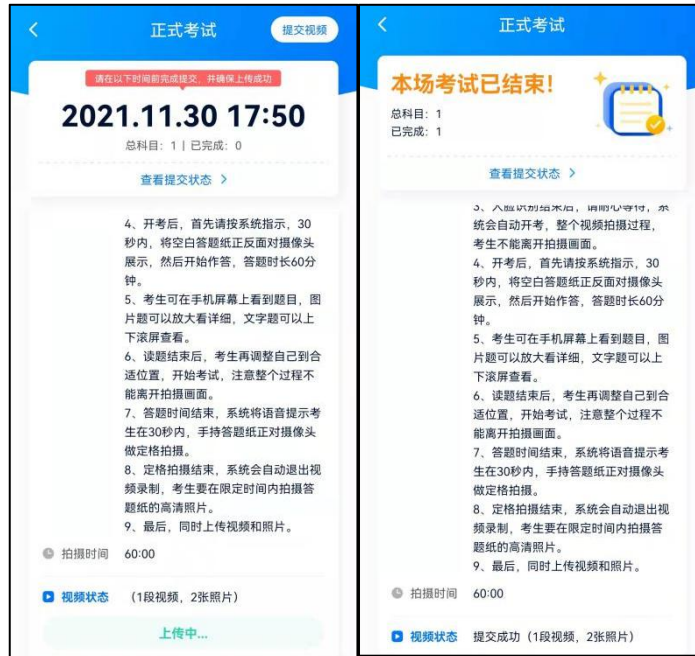 正式考试
提交视频
请在以下时间前完成提交，并确保上传成功
2021.11.30 17:50
总科目：1 | 已完成：0
查看提交状态 >
4、开考后，首先请按系统指示，30
秒内，将空白答题纸正反面对摄像头
展示，然后开始作答，答题时长60分
钟。
5、考生可在手机屏幕上看到题目，图
片题可以放大看详细，文字题可以上
下滚屏查看。
6、读题结束后，考生再调整自己到合
适位置，开始考试，注意整个过程不
能离开拍摄画面。
7、答题时间结束，系统将语音提示考
生在30秒内，手持答题纸正对摄像头
做定格拍摄。
8、定格拍摄结束，系统会自动退出视
频录制，考生要在限定时间内拍摄答
题纸的高清照片。
9、最后，同时上传视频和照片。
拍摄时间 60:00
视频状态 （1段视频，2张照片）
上传中...
正式考试
本场考试已结束！
总科目：1
已完成：1
查看提交状态 >
3、人脸识别结束后，请耐心等待，系
统会自动开考，整个视频拍摄过程，
考生不能离开拍摄画面。
4、开考后，首先请按系统指示，30
秒内，将空白答题纸正反面对摄像头
展示，然后开始作答，答题时长60分
钟。
5、考生可在手机屏幕上看到题目，图
片题可以放大看详细，文字题可以上
下滚屏查看。
6、读题结束后，考生再调整自己到合
适位置，开始考试，注意整个过程不
能离开拍摄画面。
7、答题时间结束，系统将语音提示考
生在30秒内，手持答题纸正对摄像头
做定格拍摄。
8、定格拍摄结束，系统会自动退出视
频录制，考生要在限定时间内拍摄答
题纸的高清照片。
9、最后，同时上传视频和照片。
拍摄时间 60:00
视频状态 提交成功（1段视频，2张照片）